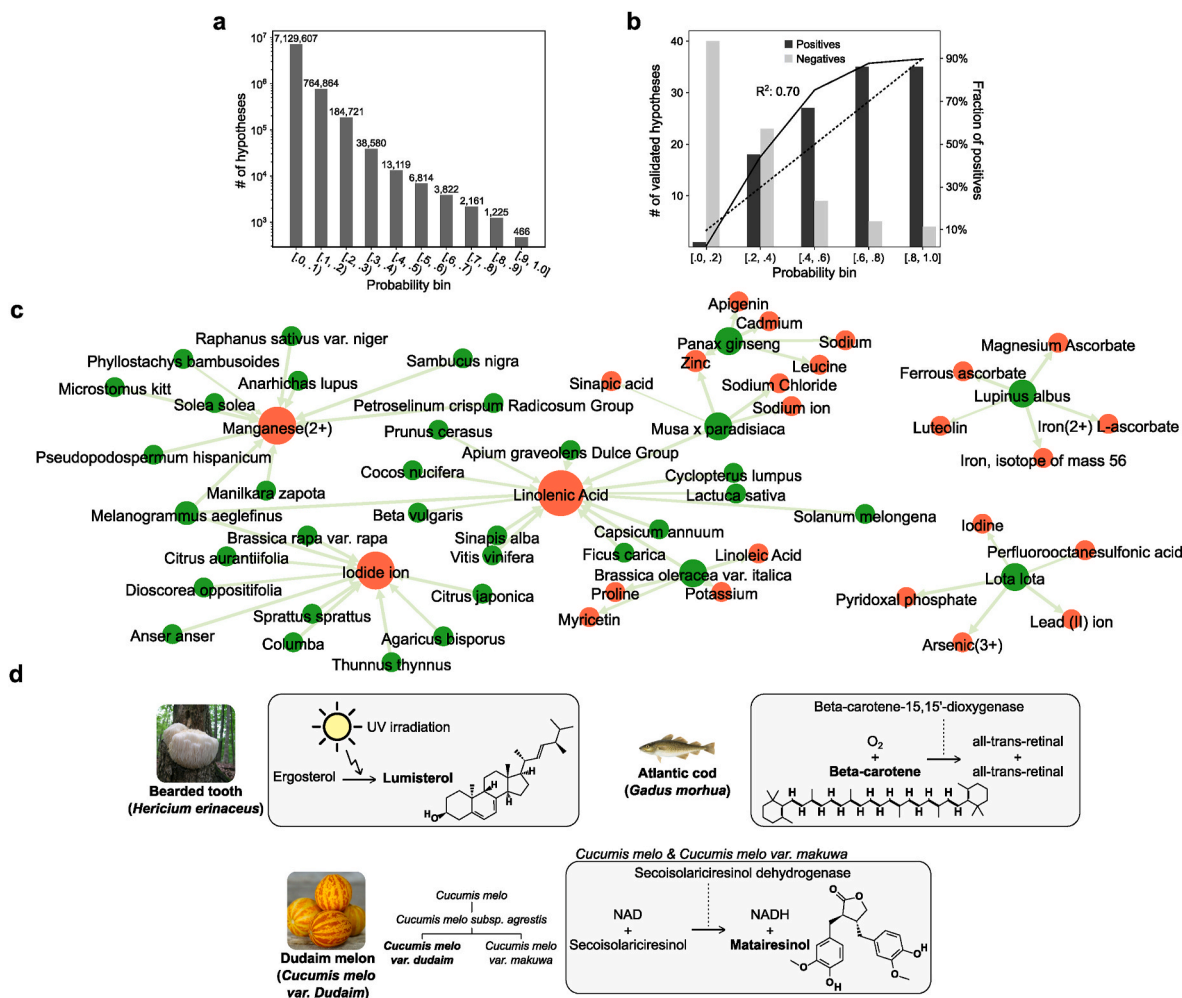 a
# of hypotheses
10⁷
10⁶
10⁵
10⁴
10³
7,129,607
764,864
184,721
38,580
13,119
6,814
3,822
2,161
1,225
466
[.0, .1)
[.1, .2)
[.2, .3)
[.3, .4)
[.4, .5)
[.5, .6)
[.6, .7)
[.7, .8)
[.8, .9)
[.9, 1.0]
Probability bin
b
# of validated hypotheses
40
30
20
10
Positives
Negatives
R²: 0.70
90%
70%
50%
30%
10%
Fraction of positives
[.0, .2)
[.2, .4)
[.4, .6)
[.6, .8)
[.8, 1.0]
Probability bin
c
Raphanus sativus var. niger
Phyllostachys bambusoides
Sambucus nigra
Microstomus kitt
Anarhichas lupus
Solea solea
Petroselinum crispum Radicosum Group
Manganese(2+)
Prunus cerasus
Pseudopodospermum hispanicum
Apium graveolens Dulce Group
Cocos nucifera
Manilkara zapota
Linolenic Acid
Melanogrammus aeglefinus
Beta vulgaris
Brassica rapa var. rapa
Sinapis alba
Citrus aurantiifolia
Vitis vinifera
Iodide ion
Dioscorea oppositifolia
Citrus japonica
Sprattus sprattus
Anser anser
Columba
Agaricus bisporus
Thunnus thynnus
Apigenin
Cadmium
Panax ginseng
Sodium
Zinc
Leucine
Sinapic acid
Sodium Chloride
Sodium ion
Musa x paradisiaca
Cyclopterus lumpus
Lactuca sativa
Solanum melongena
Capsicum annuum
Ficus carica
Linoleic Acid
Brassica oleracea var. italica
Proline
Potassium
Myricetin
Magnesium Ascorbate
Ferrous ascorbate
Lupinus albus
Luteolin
Iron(2+) L-ascorbate
Iron, isotope of mass 56
Iodine
Perfluorooctanesulfonic acid
Lota lota
Pyridoxal phosphate
Lead (II) ion
Arsenic(3+)
d
Bearded tooth
(Hericium erinaceus)
UV irradiation
Ergosterol
Lumisterol
H
H
H
HO
Atlantic cod
(Gadus morhua)
Beta-carotene-15,15'-dioxygenase
O₂
+
Beta-carotene
all-trans-retinal
+
all-trans-retinal
H H H H H H H
H H H H H H H
Dudaim melon
(Cucumis melo
var. Dudaim)
Cucumis melo
Cucumis melo subsp. agrestis
Cucumis melo
var. dudaim
Cucumis melo
var. makuwa
Cucumis melo & Cucumis melo var. makuwa
Secoisolariciresinol dehydrogenase
NAD
+
Secoisolariciresinol
NADH
+
Matairesinol
O
O
O
OH
O
OH